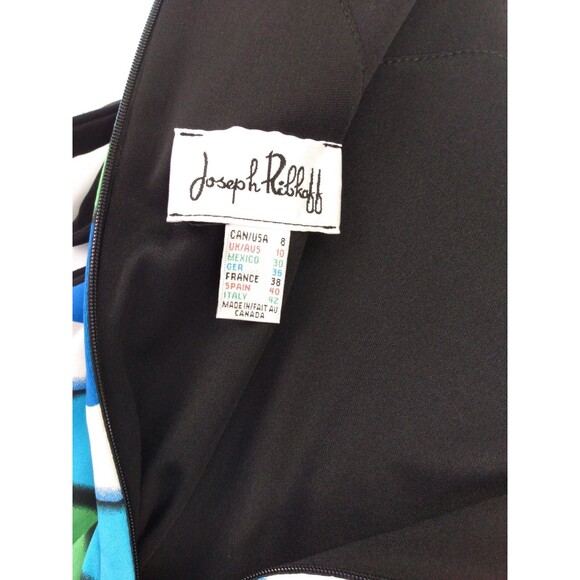 Joseph Ribkoff
CAN/USA 8
UK/AUS 10
MEXICO 30
GER 36
FRANCE 38
SPAIN 40
ITALY 42
MADE IN/FAIT AU
CANADA